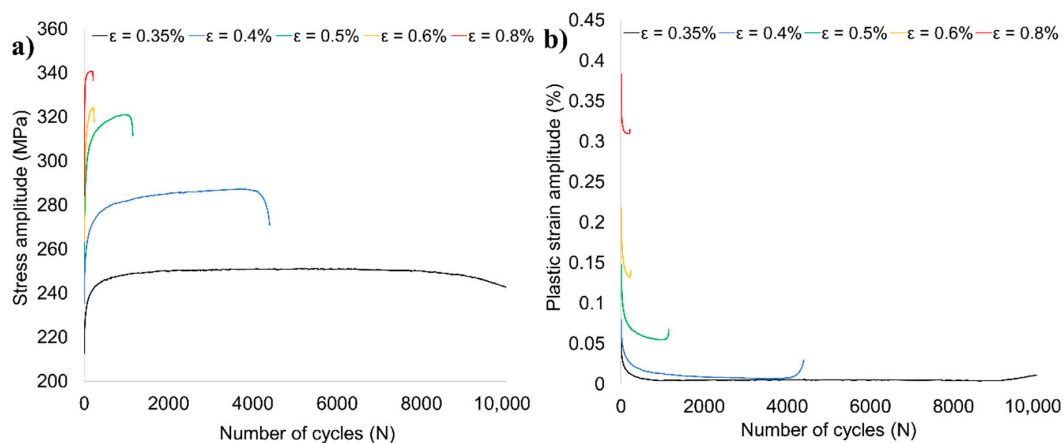 a)
ε = 0.35% ε = 0.4% ε = 0.5% ε = 0.6% ε = 0.8%
Stress amplitude (MPa)
360
340
320
300
280
260
240
220
200
0 2000 4000 6000 8000 10,000
Number of cycles (N)
b)
ε = 0.35% ε = 0.4% ε = 0.5% ε = 0.6% ε = 0.8%
Plastic strain amplitude (%)
0.45
0.4
0.35
0.3
0.25
0.2
0.15
0.1
0.05
0
0 2000 4000 6000 8000 10,000
Number of cycles (N)